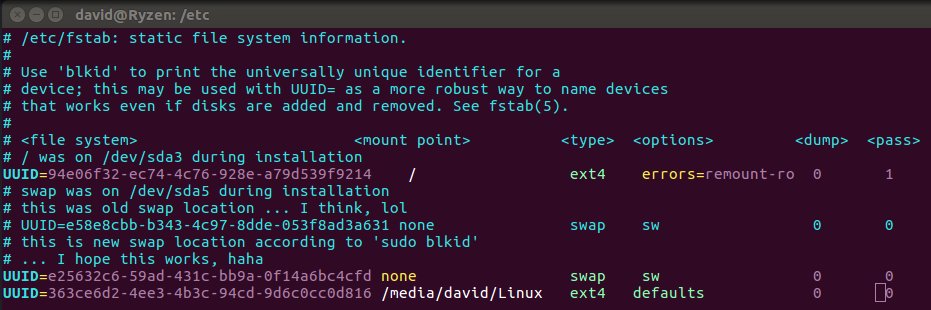 david@Ryzen: /etc
# /etc/fstab: static file system information.
#
# Use 'blkid' to print the universally unique identifier for a
# device; this may be used with UUID= as a more robust way to name devices
# that works even if disks are added and removed. See fstab(5).
#
# <file system> <mount point> <type> <options> <dump> <pass>
# / was on /dev/sda3 during installation
UUID=94e06f32-ec74-4c76-928e-a79d539f9214 / ext4 errors=remount-ro 0 1
# swap was on /dev/sda5 during installation
# this was old swap location ... I think, lol
# UUID=e58e8cbb-b343-4c97-8dde-053f8ad3a631 none swap sw 0 0
# this is new swap location according to 'sudo blkid'
# ... I hope this works, haha
UUID=e25632c6-59ad-431c-bb9a-0f14a6bc4cfd none swap sw 0 0
UUID=363ce6d2-4ee3-4b3c-94cd-9d6c0cc0d816 /media/david/Linux ext4 defaults 0 0